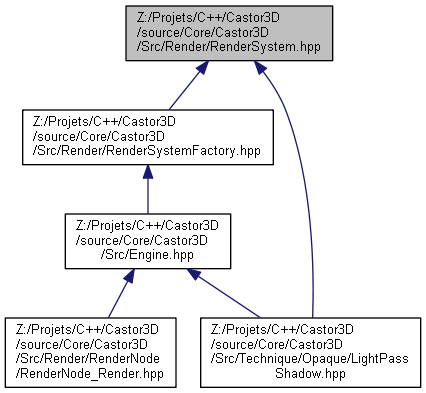 Z:/Projets/C++/Castor3D
/source/Core/Castor3D
/Src/Render/RenderSystem.hpp
Z:/Projets/C++/Castor3D
/source/Core/Castor3D
/Src/Render/RenderSystemFactory.hpp
Z:/Projets/C++/Castor3D
/source/Core/Castor3D
/Src/Engine.hpp
Z:/Projets/C++/Castor3D
/source/Core/Castor3D
/Src/Render/RenderNode
/RenderNode_Render.hpp
Z:/Projets/C++/Castor3D
/source/Core/Castor3D
/Src/Technique/Opaque/LightPass
Shadow.hpp